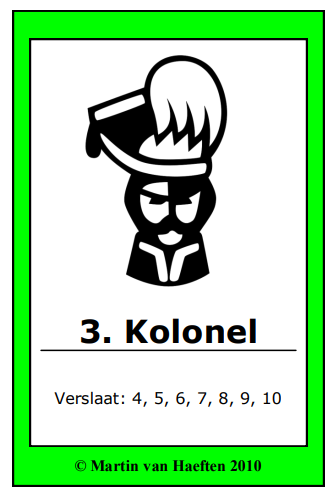 3. Kolonel
Verslaat: 4, 5, 6, 7, 8, 9, 10
© Martin van Haeften 2010